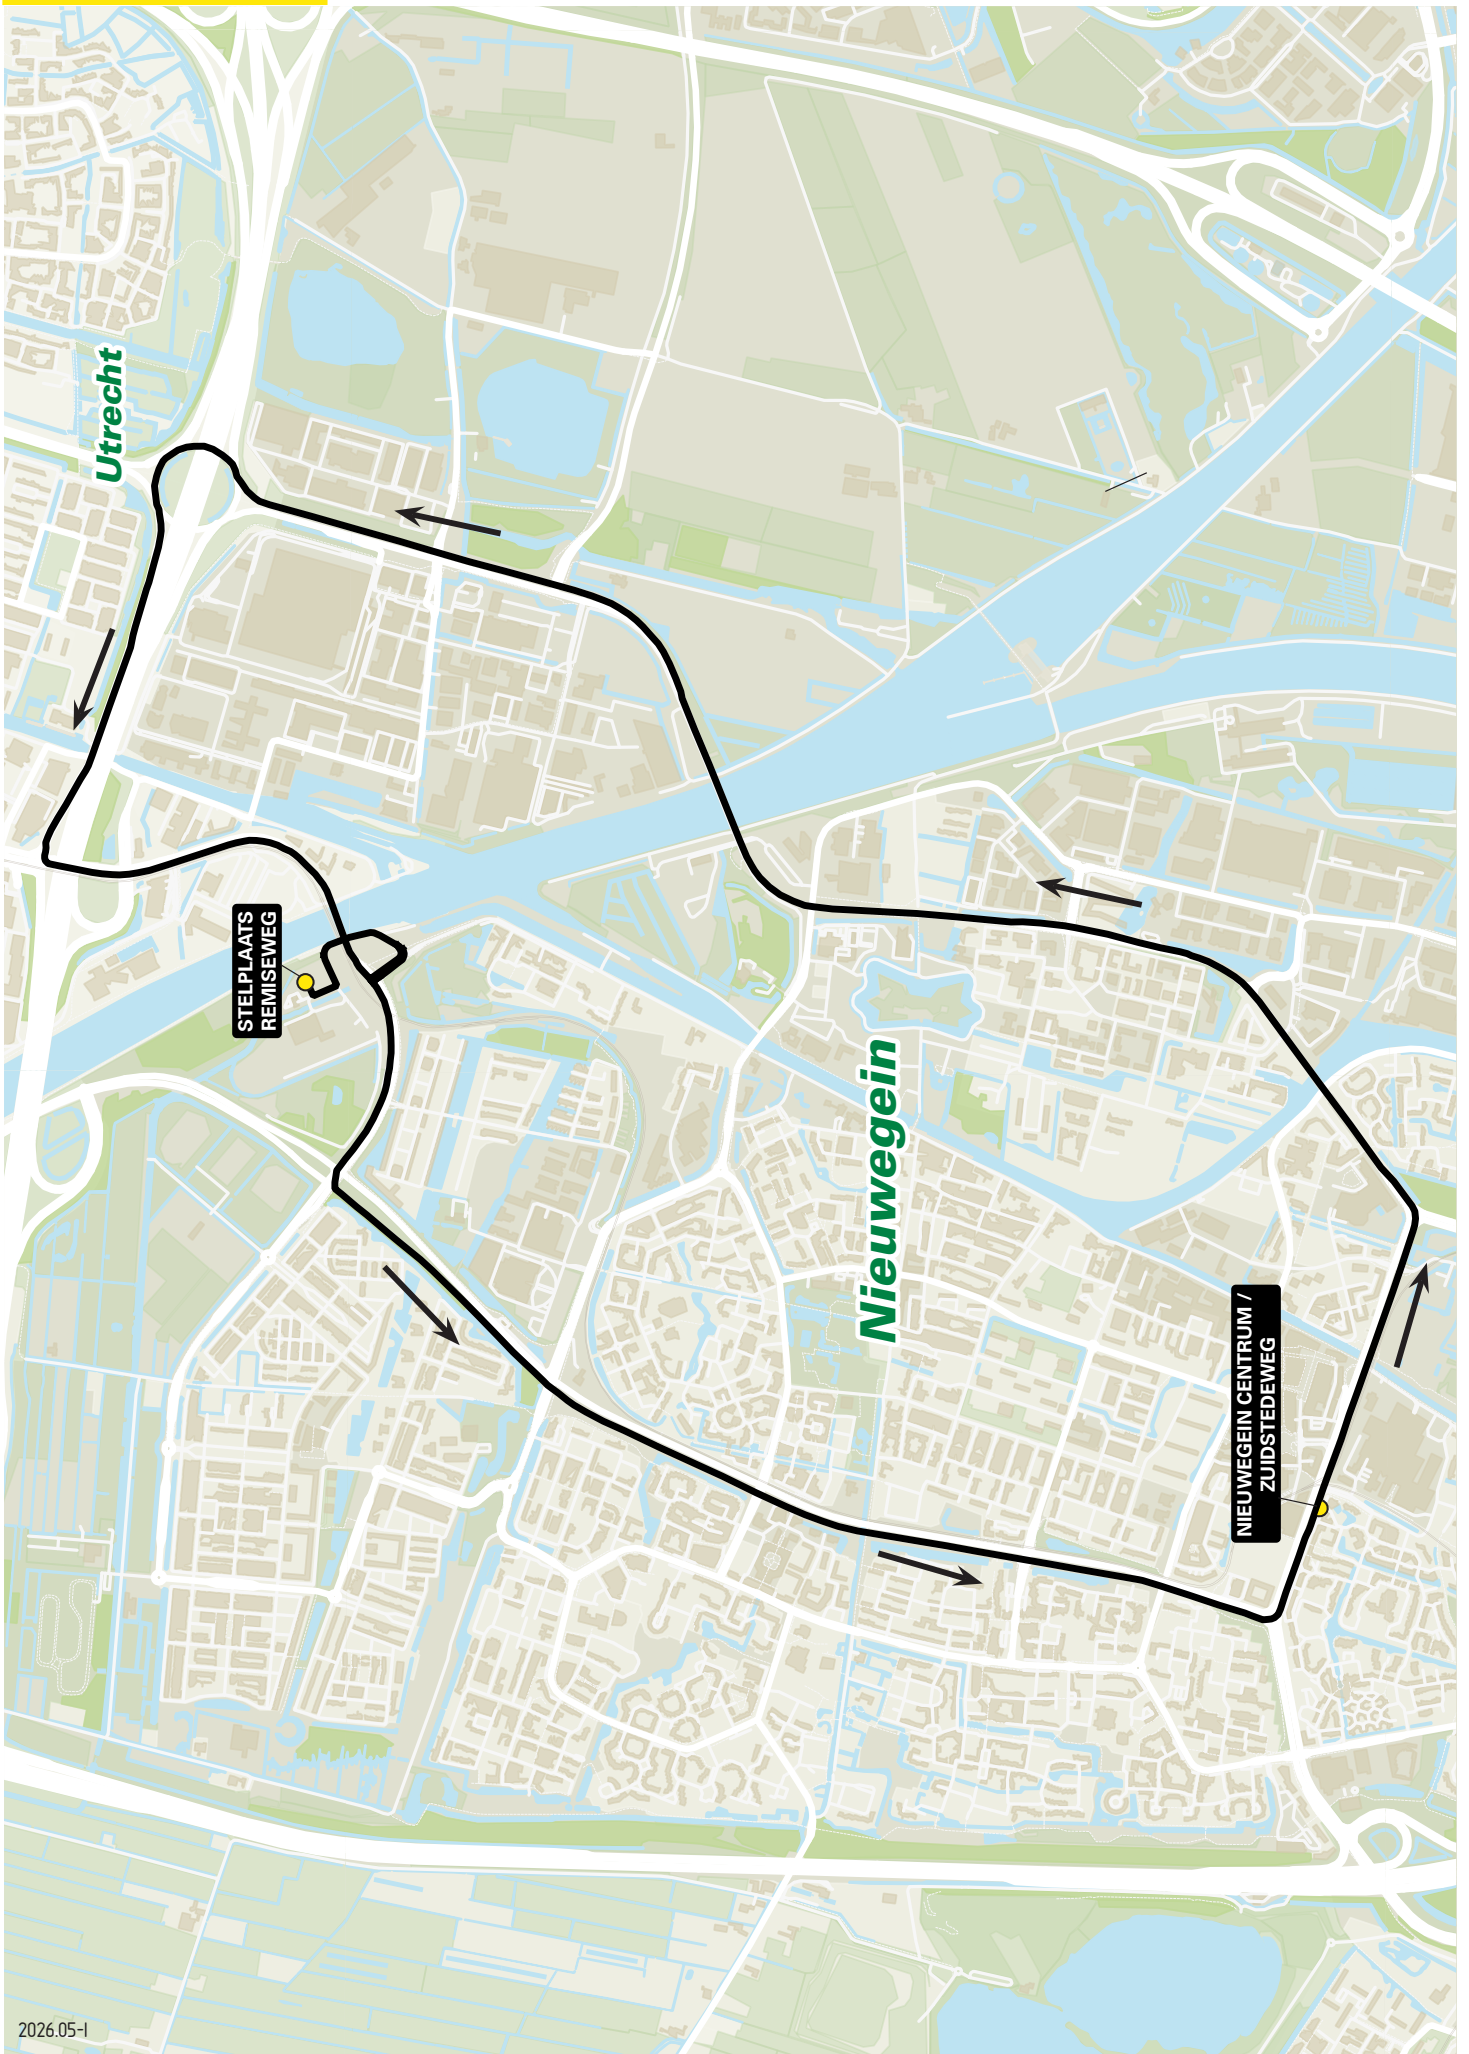 Utrecht
STELPLAATS
REMISEWEG
Nieuwegein
NIEUWEGEIN CENTRUM /
ZUIDSTEDEWEG
2026.05-I